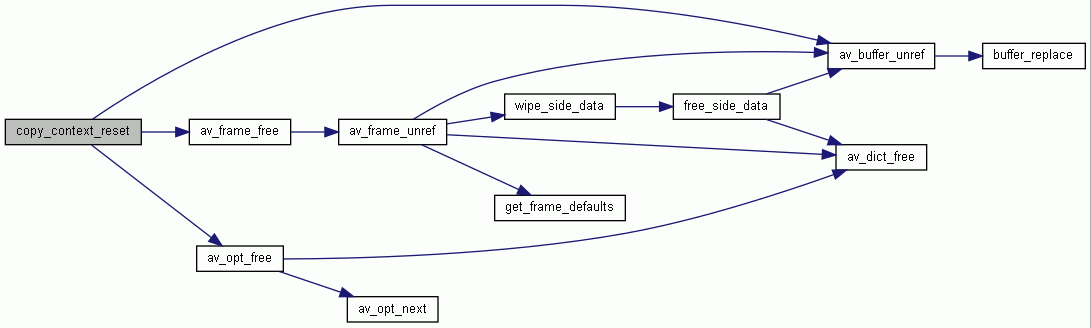 copy_context_reset
av_frame_free
av_frame_unref
wipe_side_data
free_side_data
av_buffer_unref
buffer_replace
av_dict_free
get_frame_defaults
av_opt_free
av_opt_next